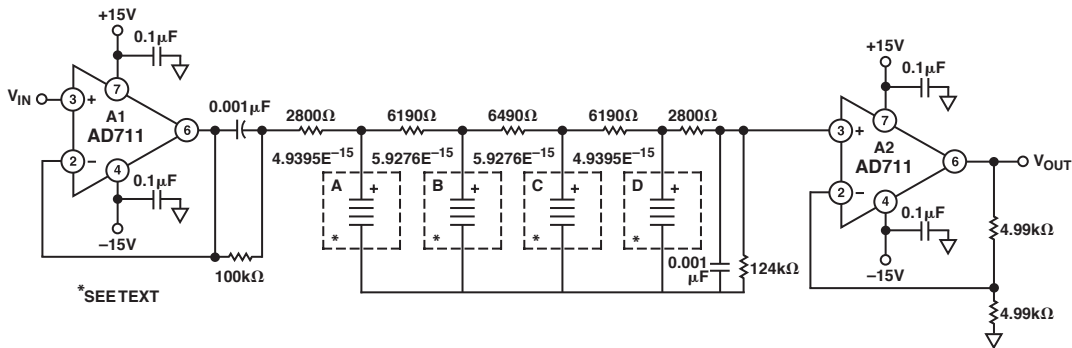 +15V
0.1µF
7
VIN
3
+
A1
AD711
6
2
–
4
0.1µF
–15V
0.001µF
100kΩ
2800Ω
6190Ω
6490Ω
6190Ω
2800Ω
4.9395E–15
5.9276E–15
5.9276E–15
4.9395E–15
A
+
*
B
+
*
C
+
*
D
+
*
0.001
µF
124kΩ
*SEE TEXT
+15V
0.1µF
7
3
+
A2
AD711
6
VOUT
2
–
4
0.1µF
–15V
4.99kΩ
4.99kΩ